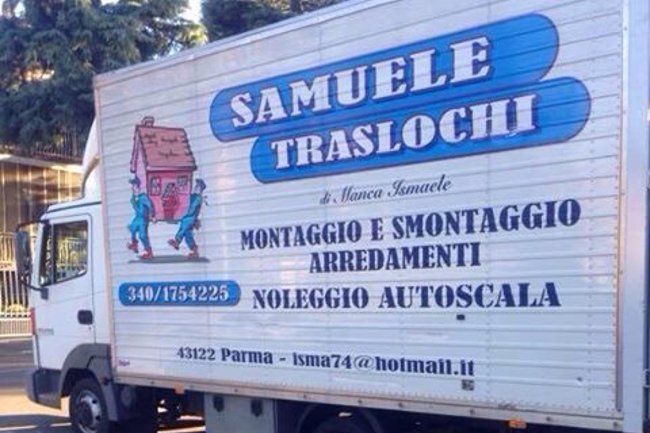 SAMUELE
TRASLOCHI
di Manca Ismaele
MONTAGGIO E SMONTAGGIO
ARREDAMENTI
340/1754225
NOLEGGIO AUTOSCALA
43122 Parma - isma74@hotmail.it